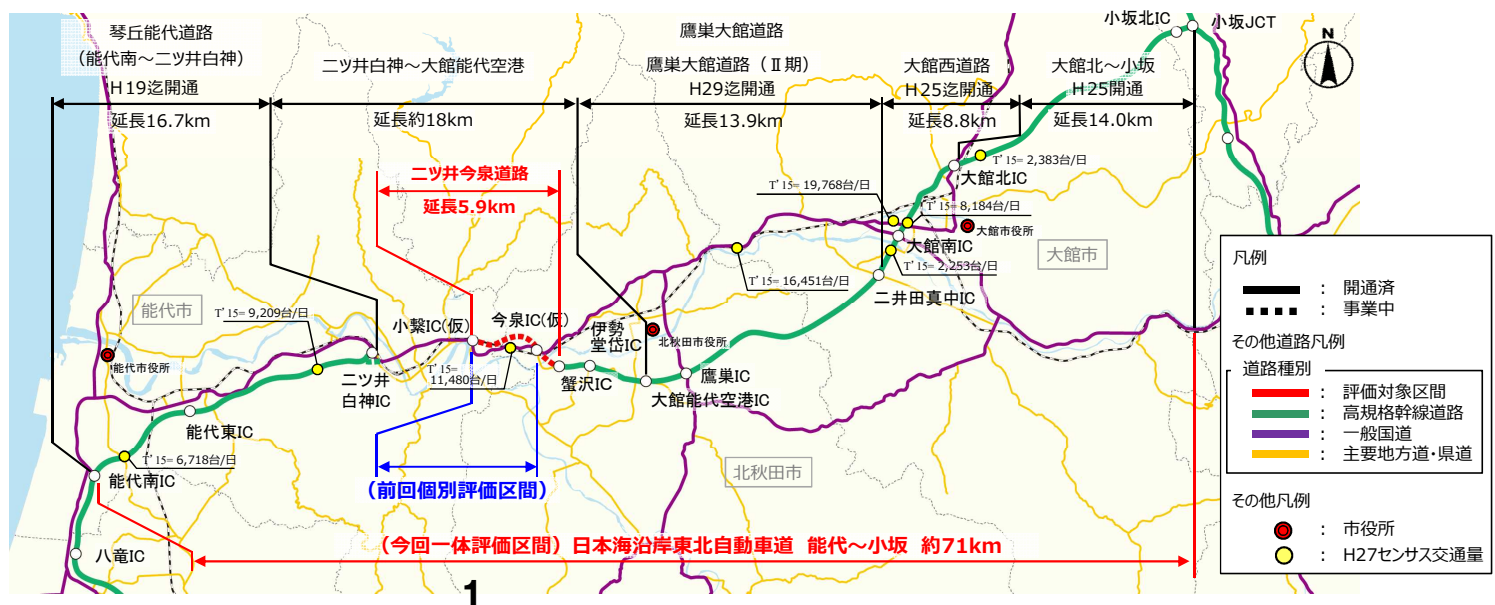 琴丘能代道路
(能代南～二ツ井白神)
H19迄開通
延長16.7km
二ツ井白神～大館能代空港
延長約18km
鷹巣大館道路
鷹巣大館道路（Ⅱ期）
H29迄開通
延長13.9km
大館西道路
H25迄開通
延長8.8km
大館北～小坂
H25開通
延長14.0km
小坂北IC
小坂JCT
N
二ツ井今泉道路
延長5.9km
T'15= 2,383台/日
大館北IC
T'15= 19,768台/日
T'15= 8,184台/日
大館市役所
大館南IC
大館市
T'15= 2,253台/日
T'15= 16,451台/日
二井田真中IC
能代市
T'15= 9,209台/日
小繋IC(仮)
今泉IC(仮)
伊勢
堂岱IC
北秋田市役所
能代市役所
二ツ井
白神IC
T'15=
11,480台/日
蟹沢IC
鷹巣IC
大館能代空港IC
能代東IC
T'15= 6,718台/日
能代南IC
北秋田市
(前回個別評価区間)
八竜IC
(今回一体評価区間) 日本海沿岸東北自動車道 能代～小坂 約71km
1
凡例
： 開通済
： 事業中
その他道路凡例
道路種別
： 評価対象区間
： 高規格幹線道路
： 一般国道
： 主要地方道・県道
その他凡例
： 市役所
： H27センサス交通量